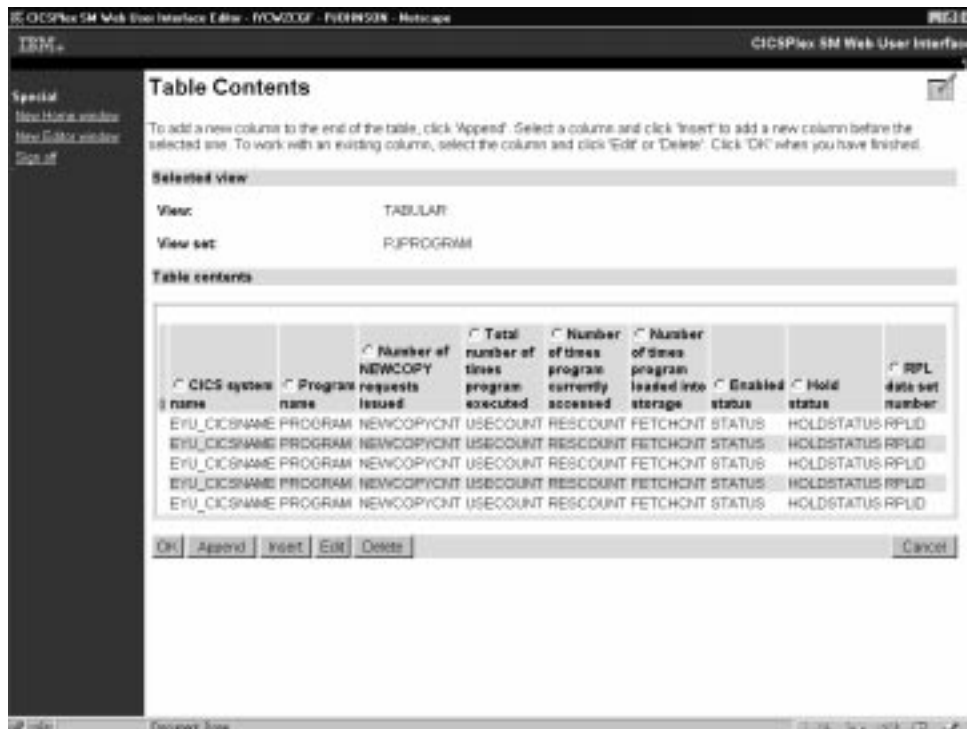 CICSPlex SM Web User Interface Editor - IYCWZCGF - PJOHNSON - Netscape
IBM.
CICSPlex SM Web User Interface
Special
New Home window
New Editor window
Sign off
Table Contents
To add a new column to the end of the table, click 'Append'. Select a column and click 'Insert' to add a new column before the
selected one. To work with an existing column, select the column and click 'Edit' or 'Delete'. Click 'OK' when you have finished.
Selected view
View: TABULAR
View set: PJPROGRAM
Table contents
CICS system name
Program name
Number of NEWCOPY requests issued
Total number of times program executed
Number of times program currently accessed
Number of times program loaded into storage
Enabled status
Hold status
RPL data set number
EYU_CICSNAME PROGRAM NEWCOPYCNT USECOUNT RESCOUNT FETCHCNT STATUS HOLDSTATUS RPLID
EYU_CICSNAME PROGRAM NEWCOPYCNT USECOUNT RESCOUNT FETCHCNT STATUS HOLDSTATUS RPLID
EYU_CICSNAME PROGRAM NEWCOPYCNT USECOUNT RESCOUNT FETCHCNT STATUS HOLDSTATUS RPLID
EYU_CICSNAME PROGRAM NEWCOPYCNT USECOUNT RESCOUNT FETCHCNT STATUS HOLDSTATUS RPLID
EYU_CICSNAME PROGRAM NEWCOPYCNT USECOUNT RESCOUNT FETCHCNT STATUS HOLDSTATUS RPLID
OK Append Insert Edit Delete Cancel
Document: Done